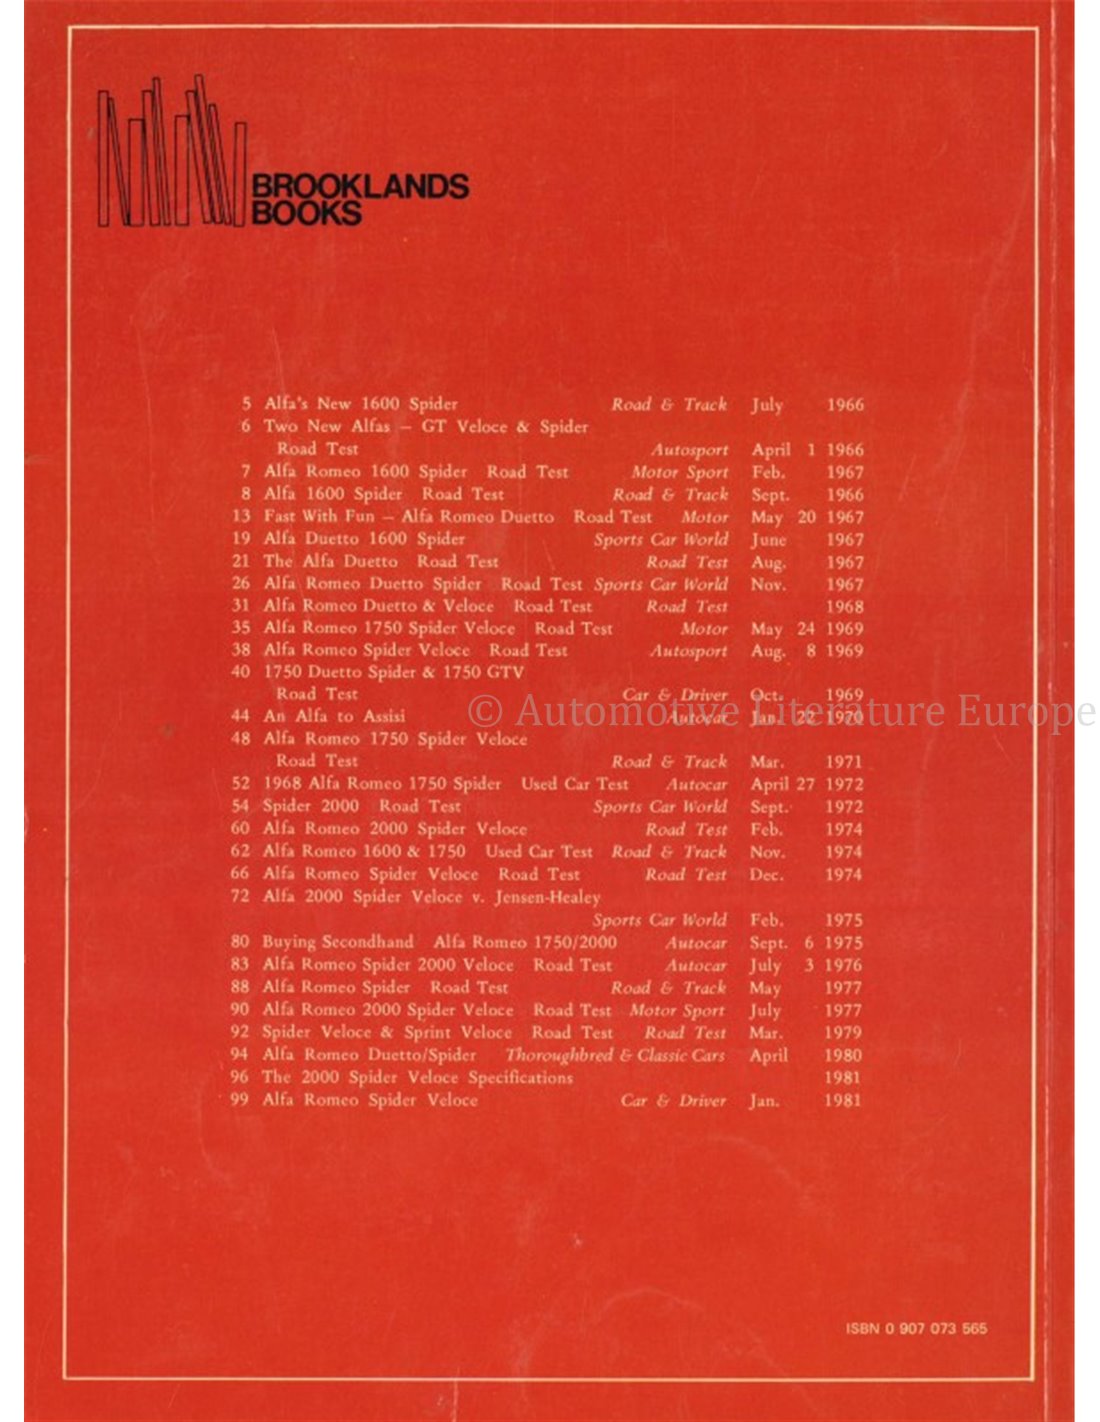 BROOKLANDS
BOOKS
5 Alfa's New 1600 Spider Road & Track July 1966
6 Two New Alfas – GT Veloce & Spider
Road Test Autosport April 1 1966
7 Alfa Romeo 1600 Spider Road Test Motor Sport Feb. 1967
8 Alfa 1600 Spider Road Test Road & Track Sept. 1966
13 Fast With Fun – Alfa Romeo Duetto Road Test Motor May 20 1967
19 Alfa Duetto 1600 Spider Sports Car World June 1967
21 The Alfa Duetto Road Test Road Test Aug. 1967
26 Alfa Romeo Duetto Spider Road Test Sports Car World Nov. 1967
31 Alfa Romeo Duetto & Veloce Road Test Road Test 1968
35 Alfa Romeo 1750 Spider Veloce Road Test Motor May 24 1969
38 Alfa Romeo Spider Veloce Road Test Autosport Aug. 8 1969
40 1750 Duetto Spider & 1750 GTV
Road Test Car & Driver Oct. 1969
44 An Alfa to Assisi Autocar Jan. 22 1970
© Automotive Literature Europe
48 Alfa Romeo 1750 Spider Veloce
Road Test Road & Track Mar. 1971
52 1968 Alfa Romeo 1750 Spider Used Car Test Autocar April 27 1972
54 Spider 2000 Road Test Sports Car World Sept. 1972
60 Alfa Romeo 2000 Spider Veloce Road Test Feb. 1974
62 Alfa Romeo 1600 & 1750 Used Car Test Road & Track Nov. 1974
66 Alfa Romeo Spider Veloce Road Test Road Test Dec. 1974
72 Alfa 2000 Spider Veloce v. Jensen-Healey
Sports Car World Feb. 1975
80 Buying Secondhand Alfa Romeo 1750/2000 Autocar Sept. 6 1975
83 Alfa Romeo Spider 2000 Veloce Road Test Autocar July 3 1976
88 Alfa Romeo Spider Road Test Road & Track May 1977
90 Alfa Romeo 2000 Spider Veloce Road Test Motor Sport July 1977
92 Spider Veloce & Sprint Veloce Road Test Road Test Mar. 1979
94 Alfa Romeo Duetto/Spider Thoroughbred & Classic Cars April 1980
96 The 2000 Spider Veloce Specifications 1981
99 Alfa Romeo Spider Veloce Car & Driver Jan. 1981
ISBN 0 907 073 565